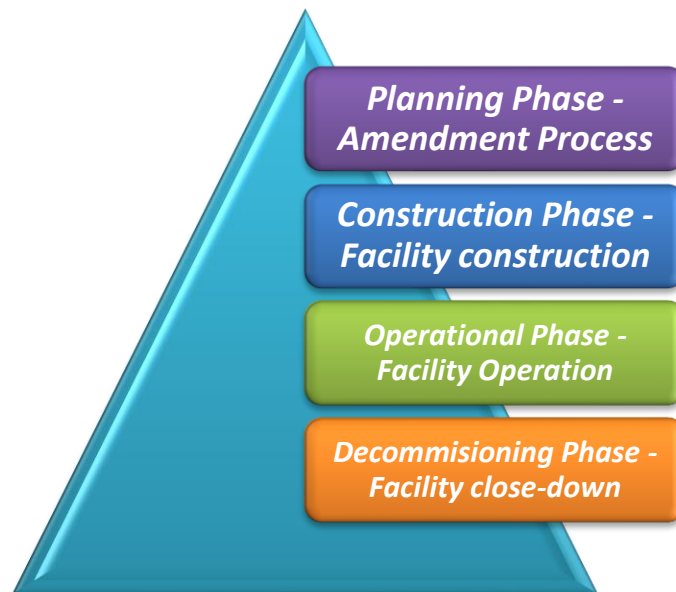 Planning Phase -
Amendment Process
Construction Phase -
Facility construction
Operational Phase -
Facility Operation
Decommisioning Phase -
Facility close-down